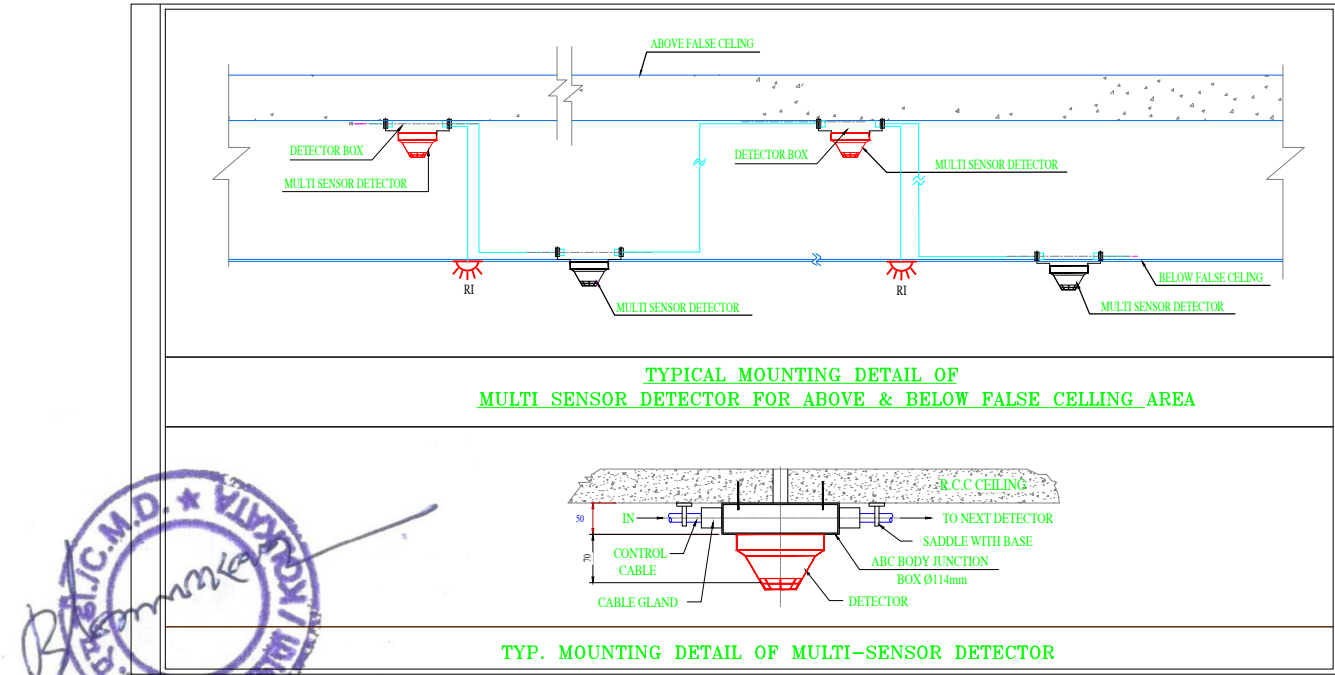 ABOVE FALSE CELING
DETECTOR BOX
MULTI SENSOR DETECTOR
DETECTOR BOX
MULTI SENSOR DETECTOR
RI
MULTI SENSOR DETECTOR
RI
BELOW FALSE CELING
MULTI SENSOR DETECTOR
TYPICAL MOUNTING DETAIL OF
MULTI SENSOR DETECTOR FOR ABOVE & BELOW FALSE CELLING AREA
R.C.C CEILING
50
IN
TO NEXT DETECTOR
SADDLE WITH BASE
70
CONTROL
CABLE
ABC BODY JUNCTION
BOX Ø114mm
CABLE GLAND
DETECTOR
TYP. MOUNTING DETAIL OF MULTI-SENSOR DETECTOR
/C.M.D. ★
KOLKATA